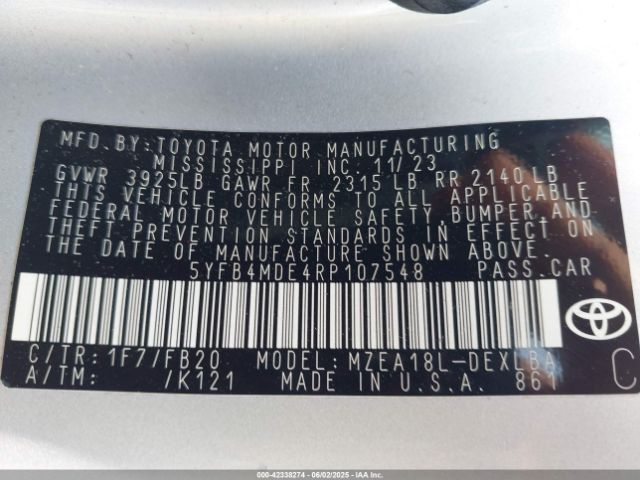 MFD. BY: TOYOTA MOTOR MANUFACTURING
MISSISSIPPI INC. 11/23
GVWR 3925LB GAWR FR 2315 LB RR 2140 LB
THIS VEHICLE CONFORMS TO ALL APPLICABLE
FEDERAL MOTOR VEHICLE SAFETY, BUMPER, AND
THEFT PREVENTION STANDARDS IN EFFECT ON
THE DATE OF MANUFACTURE SHOWN ABOVE.
5YFB4MDE4RP107548 PASS. CAR
C/TR: 1F7/FB20 MODEL: MZEA18L-DEXLBA
A/TM: /K121 MADE IN U.S.A. 861
C
000-42338274 06/02/2025 IAAI.com